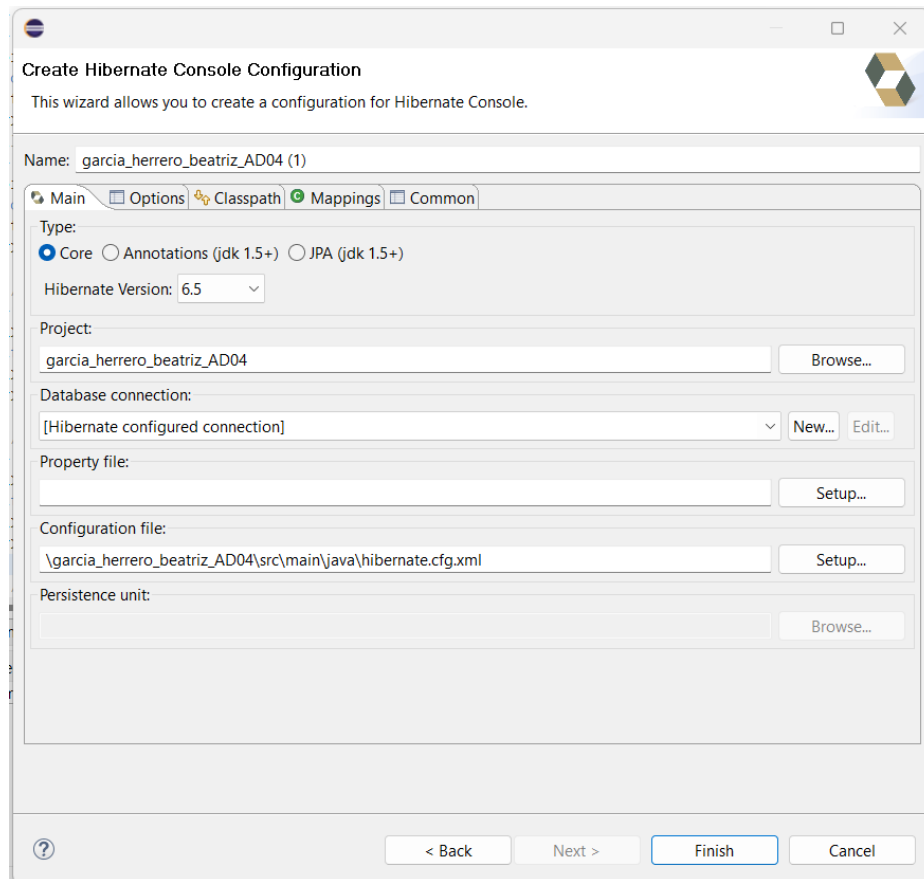 Create Hibernate Console Configuration
This wizard allows you to create a configuration for Hibernate Console.
Name: garcia_herrero_beatriz_AD04 (1)
Main Options Classpath Mappings Common
Type:
Core Annotations (jdk 1.5+) JPA (jdk 1.5+)
Hibernate Version: 6.5
Project:
garcia_herrero_beatriz_AD04 Browse...
Database connection:
[Hibernate configured connection] New... Edit...
Property file:
Setup...
Configuration file:
\garcia_herrero_beatriz_AD04\src\main\java\hibernate.cfg.xml Setup...
Persistence unit:
Browse...
? < Back Next > Finish Cancel